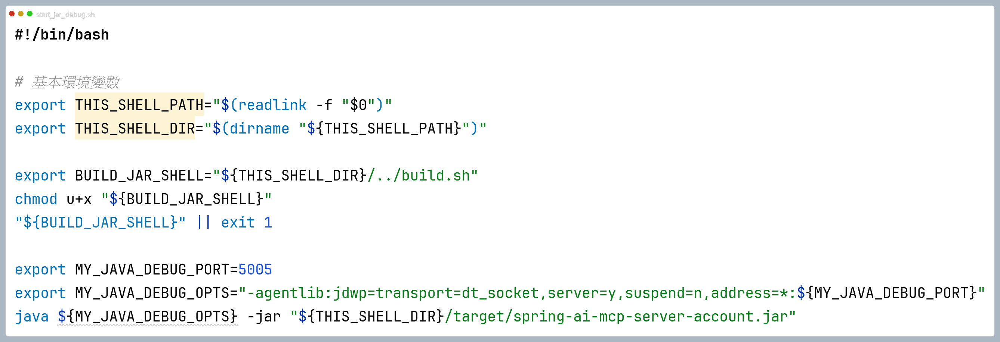 start_jar_debug.sh
#!/bin/bash
# 基本環境變數
export THIS_SHELL_PATH="$(readlink -f "$0")"
export THIS_SHELL_DIR="$(dirname "${THIS_SHELL_PATH}")"
export BUILD_JAR_SHELL="${THIS_SHELL_DIR}/../build.sh"
chmod u+x "${BUILD_JAR_SHELL}"
"${BUILD_JAR_SHELL}" || exit 1
export MY_JAVA_DEBUG_PORT=5005
export MY_JAVA_DEBUG_OPTS="-agentlib:jdwp=transport=dt_socket,server=y,suspend=n,address=*:${MY_JAVA_DEBUG_PORT}"
java ${MY_JAVA_DEBUG_OPTS} -jar "${THIS_SHELL_DIR}/target/spring-ai-mcp-server-account.jar"